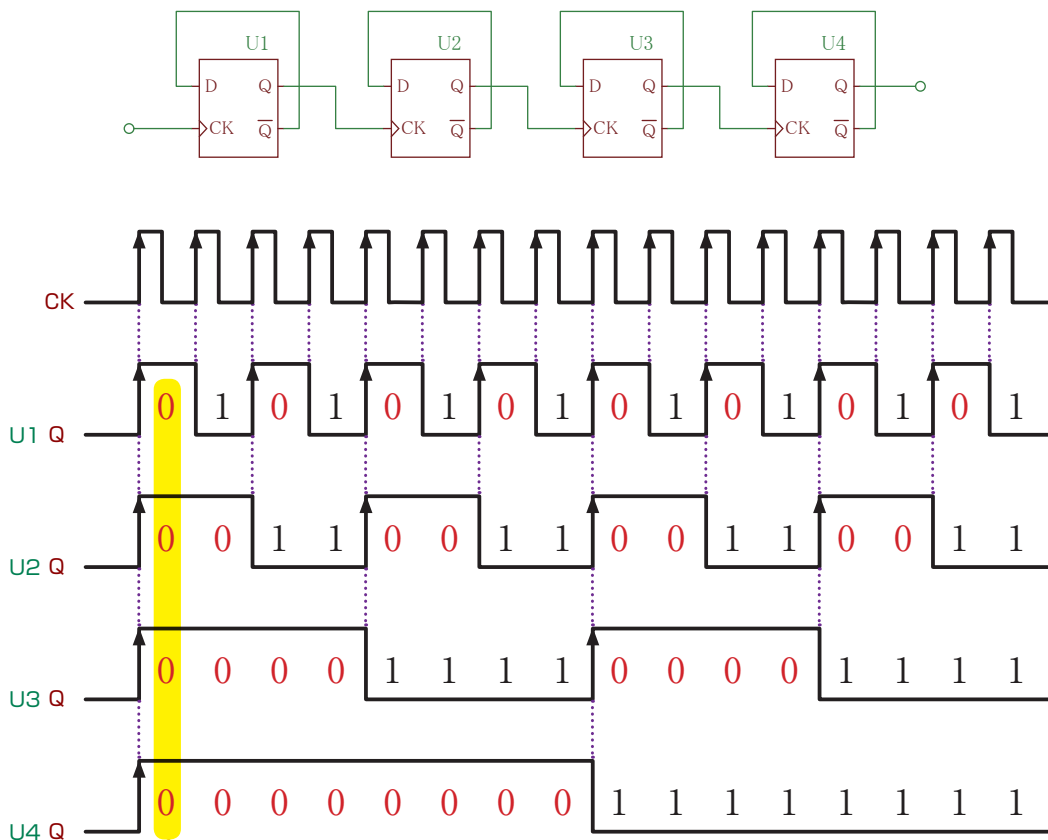 U1 U2 U3 U4
D Q D Q D Q D Q
CK Q CK Q CK Q CK Q
CK
0 1 0 1 0 1 0 1 0 1 0 1 0 1 0 1
U1 Q
0 0 1 1 0 0 1 1 0 0 1 1 0 0 1 1
U2 Q
0 0 0 0 1 1 1 1 0 0 0 0 1 1 1 1
U3 Q
0 0 0 0 0 0 0 0 1 1 1 1 1 1 1 1
U4 Q